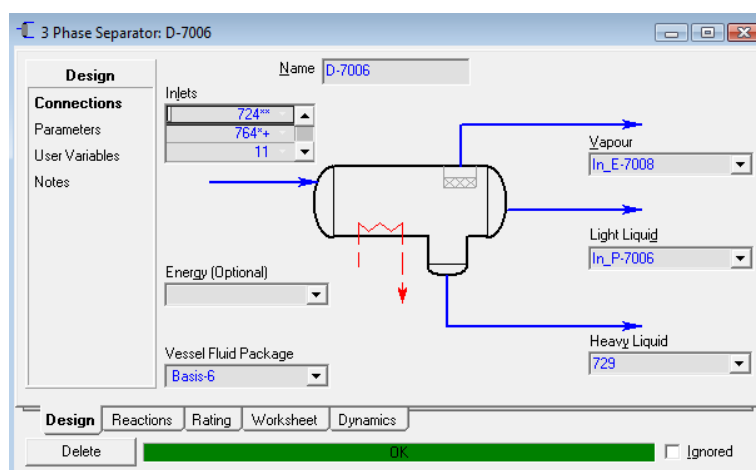 3 Phase Separator: D-7006
Design
Connections
Parameters
User Variables
Notes
Name D-7006
Inlets
724**
764*+
11
Energy (Optional)
Vessel Fluid Package
Basis-6
Vapour
In_E-7008
Light Liquid
In_P-7006
Heavy Liquid
729
Design Reactions Rating Worksheet Dynamics
Delete OK Ignored